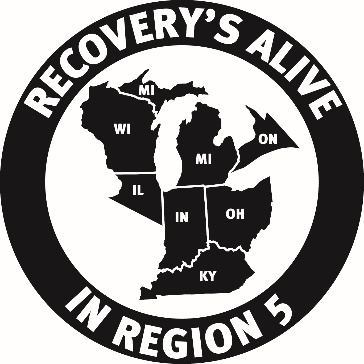 RECOVERY'S ALIVE
MI
WI
MI
ON
IL
IN
OH
KY
IN REGION 5